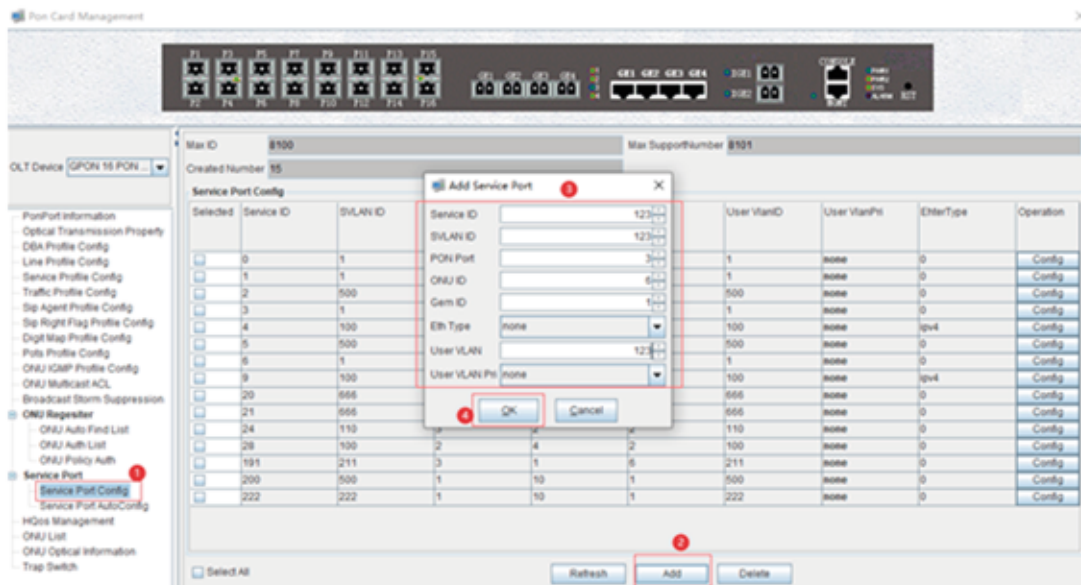 Pon Card Management
P1 P3 P5 P7 P9 P11 P13 P15
P2 P4 P6 P8 P10 P12 P14 P16
GE1 GE2 GE3 GE4
GE1 GE2 GE3 GE4
CONSOLE
MGMT
OLT Device GPON 16 PON ...
PonPort Information
Optical Transmission Property
DBA Profile Config
Line Profile Config
Service Profile Config
Traffic Profile Config
Sip Agent Profile Config
Sip Right Flag Profile Config
Digit Map Profile Config
Pots Profile Config
ONU IGMP Profile Config
ONU Multicast ACL
Broadcast Storm Suppression
ONU Regesiter
ONU Auto Find List
ONU Auth List
ONU Policy Auth
1
Service Port
Service Port Config
Service Port AutoConfig
HQos Management
ONU List
ONU Optical Information
Trap Switch
Max ID 8100 Max SupportNumber 8101
Created Number 15
Service Port Config
Selected Service ID SVLAN ID User VlanID User VlanPri EhterType Operation
0 1 1 none 0 Config
1 1 1 none 0 Config
2 500 500 none 0 Config
3 1 1 none 0 Config
4 100 100 none ipv4 Config
5 500 500 none 0 Config
6 1 1 none 0 Config
9 100 100 none ipv4 Config
20 666 666 none 0 Config
21 666 666 none 0 Config
24 110 3 2 2 110 none 0 Config
28 100 2 4 2 100 none 0 Config
191 211 3 1 6 211 none 0 Config
200 500 1 10 1 500 none 0 Config
222 222 1 10 1 222 none 0 Config
Add Service Port 3
Service ID 123
SVLAN ID 123
PON Port 3
ONU ID 6
Gem ID 1
Eth Type none
User VLAN 123
User VLAN Pri none
4 OK Cancel
2
Select All Refresh Add Delete